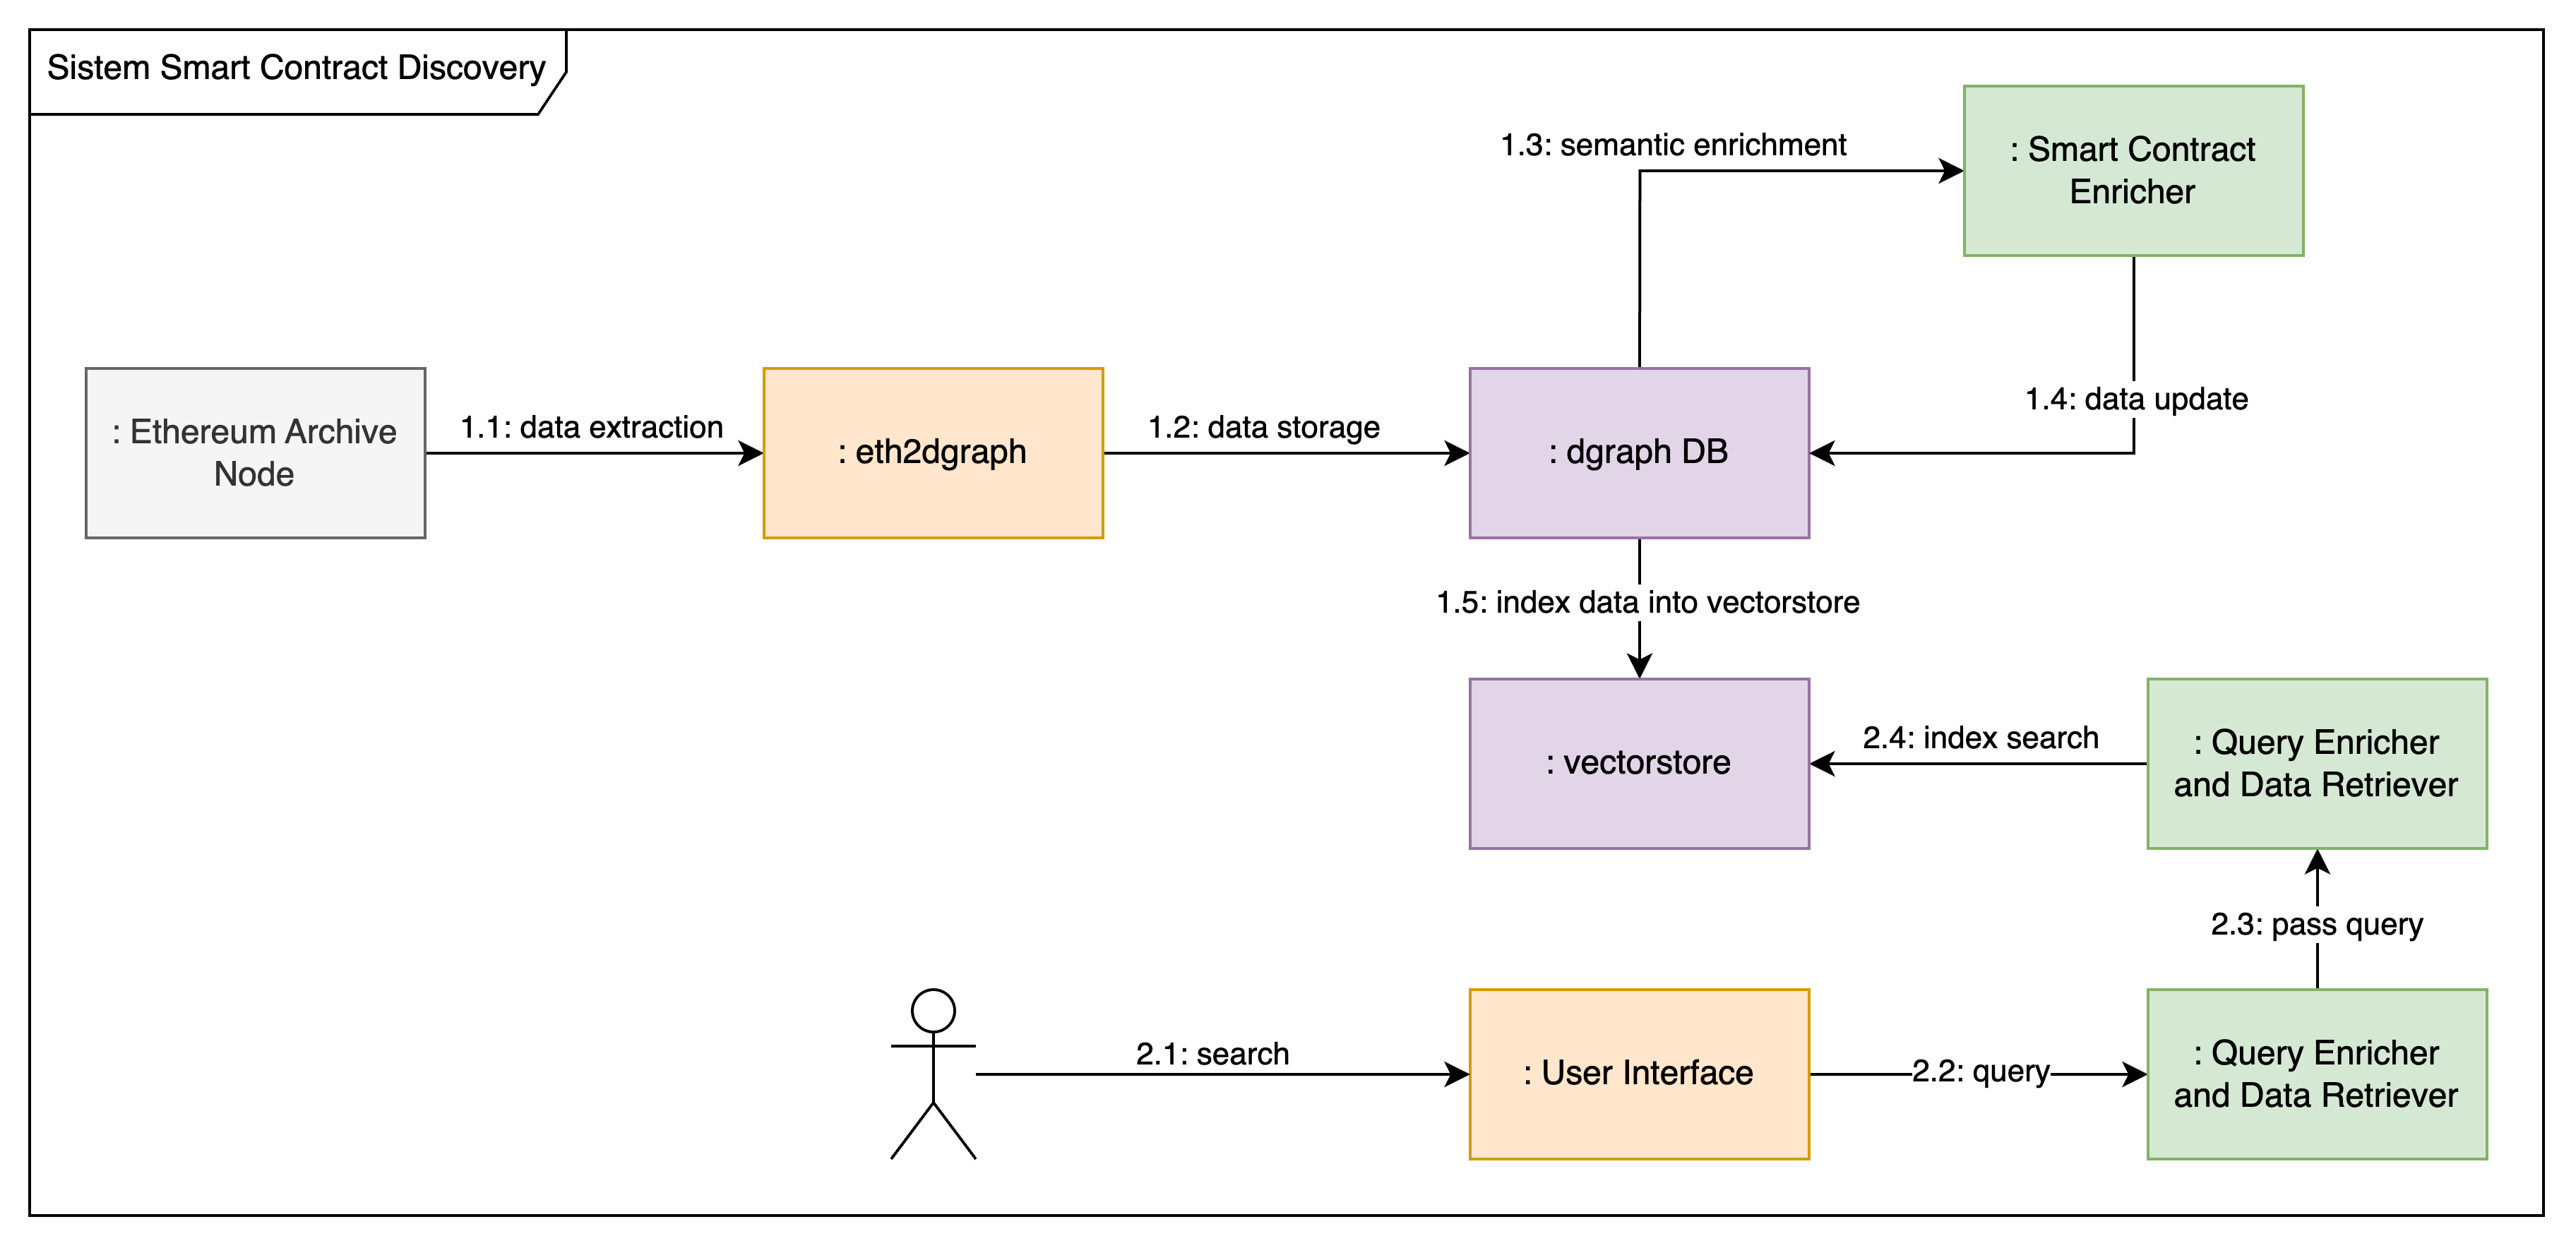 Sistem Smart Contract Discovery
1.3: semantic enrichment
: Smart Contract
Enricher
: Ethereum Archive
Node
1.1: data extraction
: eth2dgraph
1.2: data storage
: dgraph DB
1.4: data update
1.5: index data into vectorstore
: vectorstore
2.4: index search
: Query Enricher
and Data Retriever
2.3: pass query
2.1: search
: User Interface
2.2: query
: Query Enricher
and Data Retriever